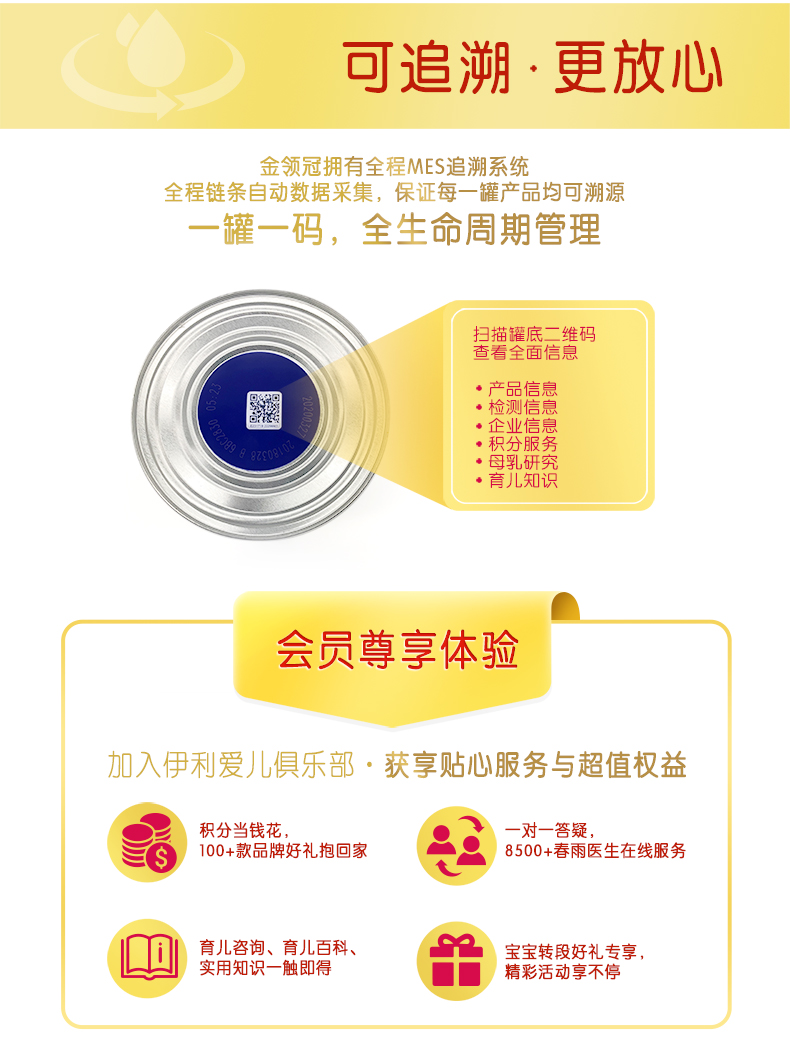 可追溯·更放心
金领冠拥有全程MES追溯系统
全程链条自动数据采集，保证每一罐产品均可溯源
一罐一码，全生命周期管理
扫描罐底二维码
查看全面信息
• 产品信息
• 检测信息
• 企业信息
• 积分服务
• 母乳研究
• 育儿知识
05:23
20180328
会员尊享体验
加入伊利爱儿俱乐部·获享贴心服务与超值权益
积分当钱花，
100+款品牌好礼抱回家
一对一答疑，
8500+春雨医生在线服务
育儿咨询、育儿百科、
实用知识一触即得
宝宝转段好礼专享，
精彩活动享不停